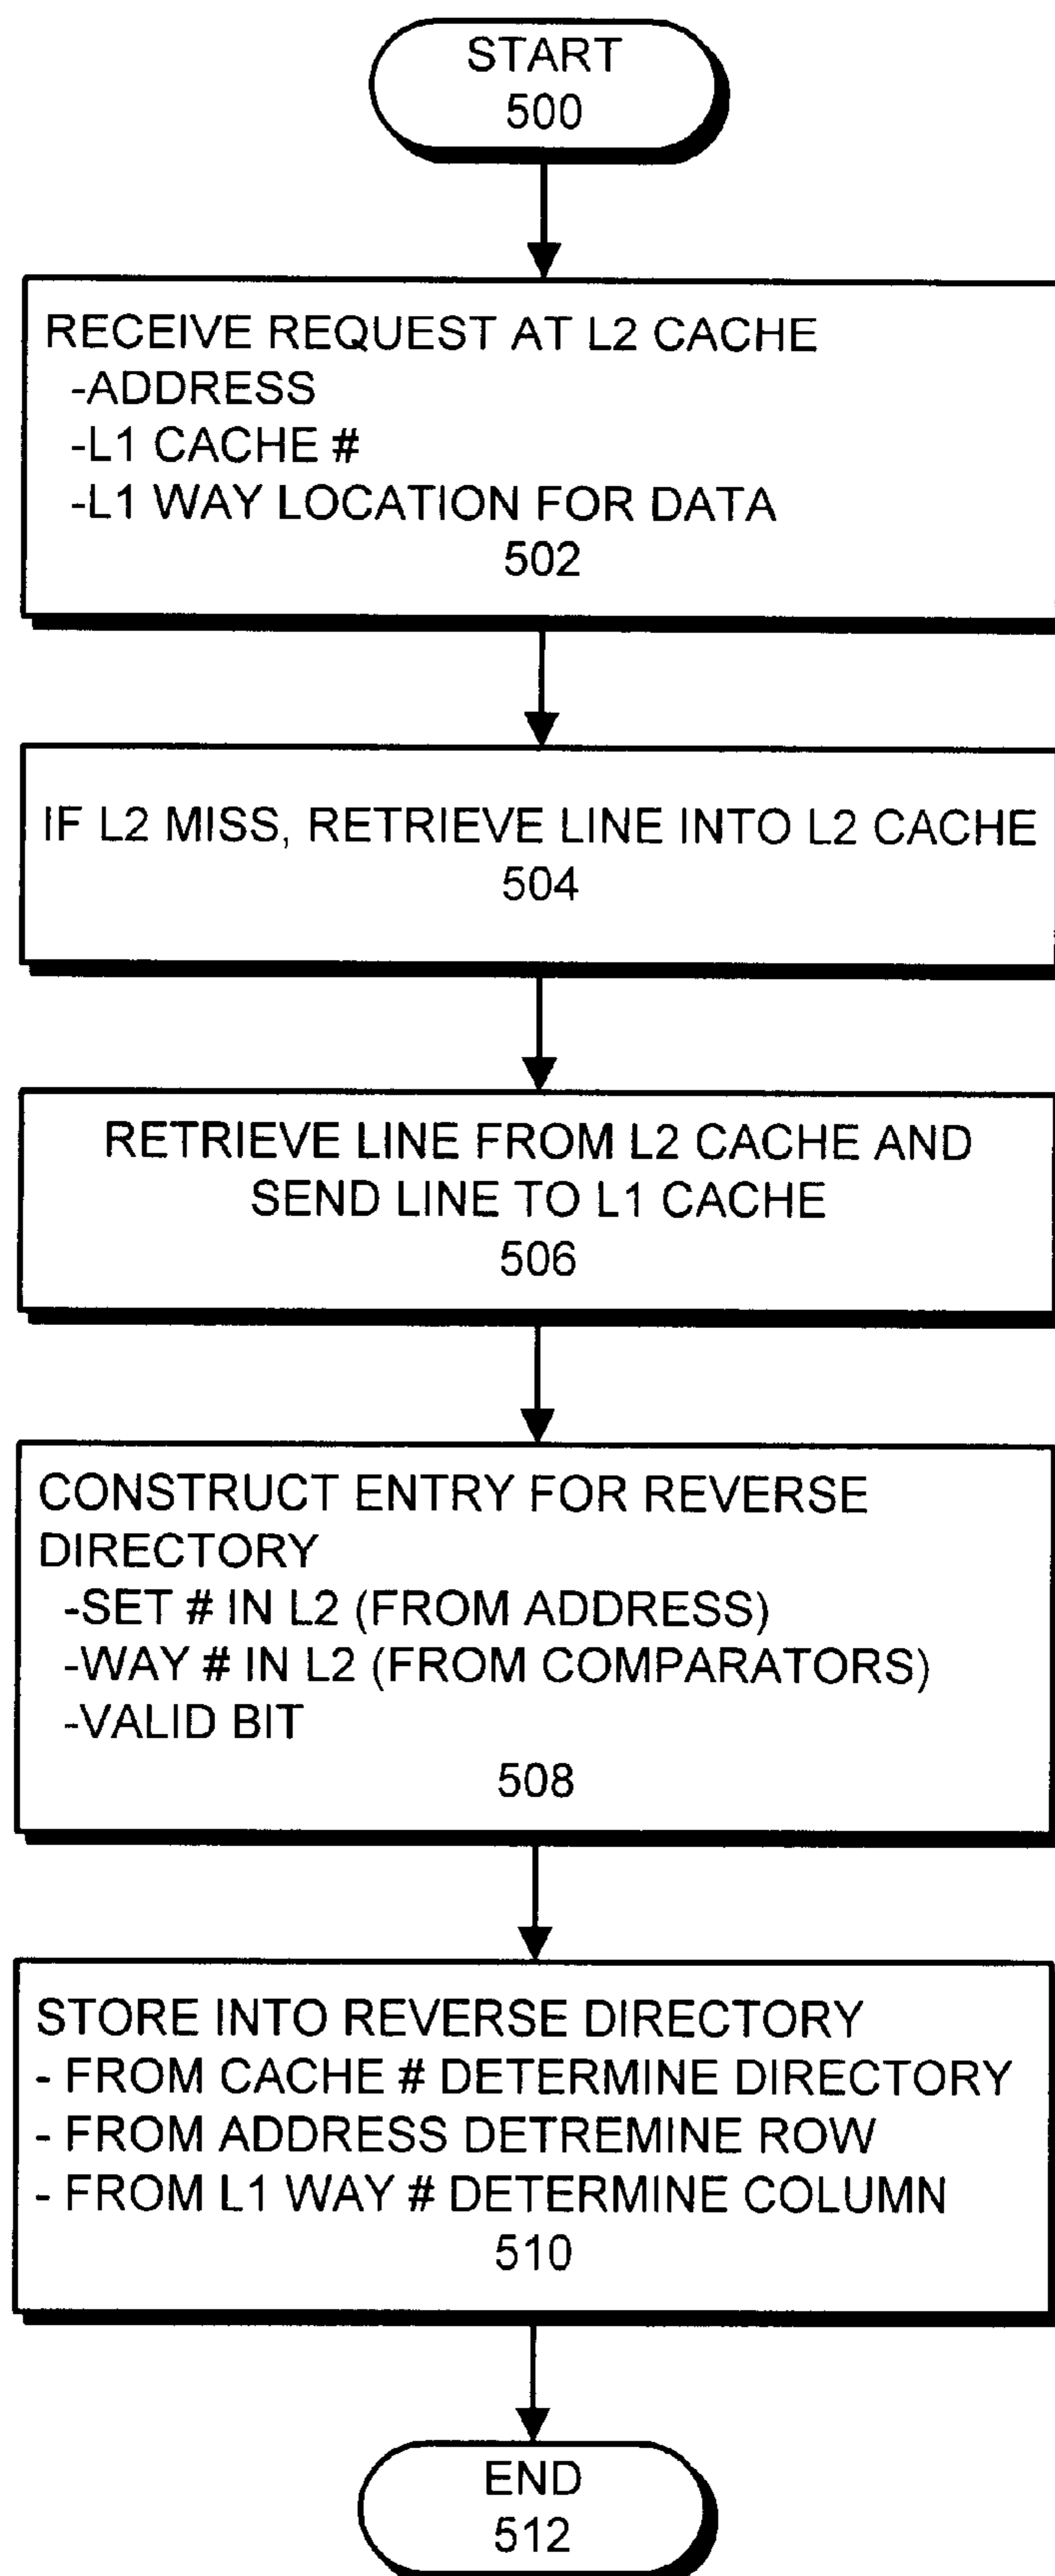 START
500
RECEIVE REQUEST AT L2 CACHE
-ADDRESS
-L1 CACHE #
-L1 WAY LOCATION FOR DATA
502
IF L2 MISS, RETRIEVE LINE INTO L2 CACHE
504
RETRIEVE LINE FROM L2 CACHE AND
SEND LINE TO L1 CACHE
506
CONSTRUCT ENTRY FOR REVERSE
DIRECTORY
-SET # IN L2 (FROM ADDRESS)
-WAY # IN L2 (FROM COMPARATORS)
-VALID BIT
508
STORE INTO REVERSE DIRECTORY
- FROM CACHE # DETERMINE DIRECTORY
- FROM ADDRESS DETREMINE ROW
- FROM L1 WAY # DETERMINE COLUMN
510
END
512